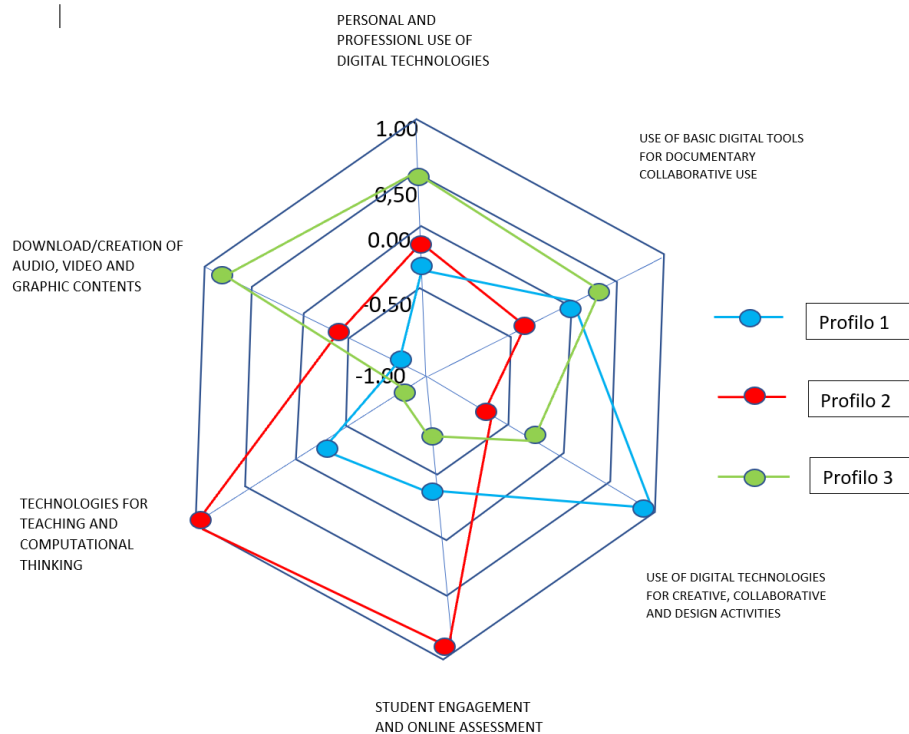 PERSONAL AND
PROFESSIONL USE OF
DIGITAL TECHNOLOGIES
1.00
USE OF BASIC DIGITAL TOOLS
FOR DOCUMENTARY
COLLABORATIVE USE
0,50
DOWNLOAD/CREATION OF
AUDIO, VIDEO AND
GRAPHIC CONTENTS
0.00
-0.50
Profilo 1
-1.00
Profilo 2
Profilo 3
TECHNOLOGIES FOR
TEACHING AND
COMPUTATIONAL
THINKING
USE OF DIGITAL TECHNOLOGIES
FOR CREATIVE, COLLABORATIVE
AND DESIGN ACTIVITIES
STUDENT ENGAGEMENT
AND ONLINE ASSESSMENT